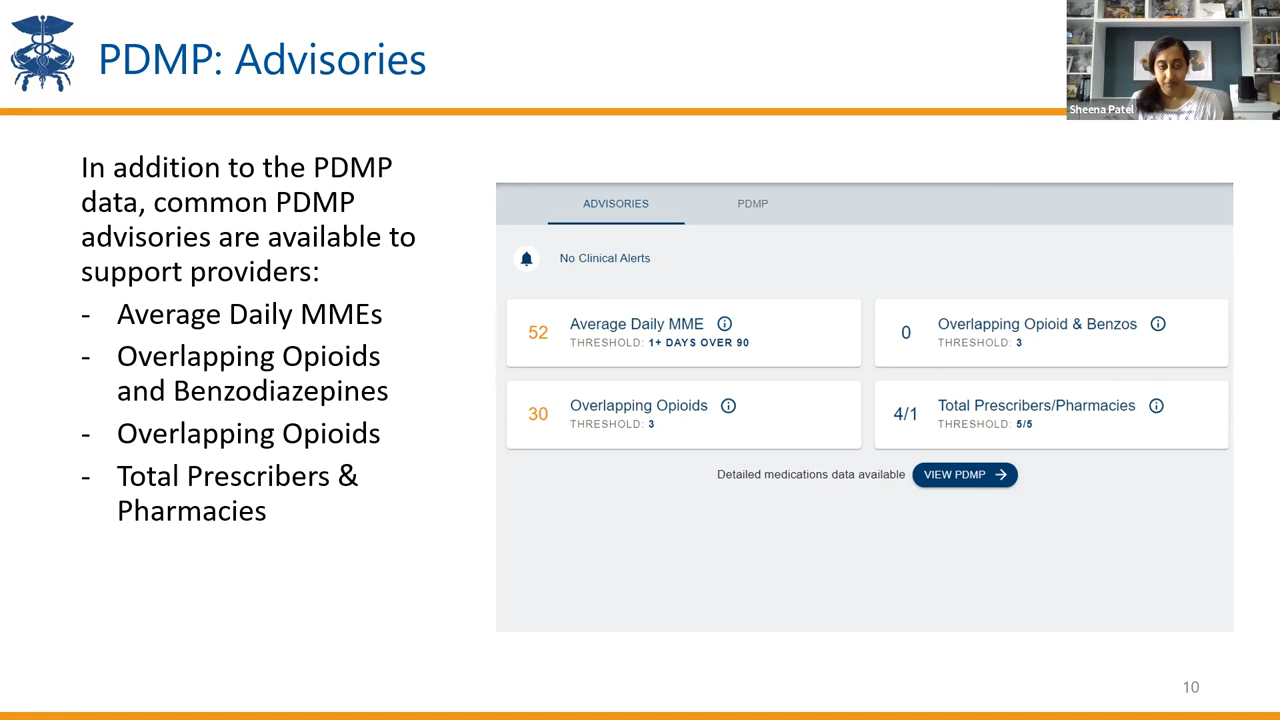 PDMP: Advisories
Sheena Patel
In addition to the PDMP
data, common PDMP
advisories are available to
support providers:
- Average Daily MMEs
- Overlapping Opioids
and Benzodiazepines
- Overlapping Opioids
- Total Prescribers &
Pharmacies
ADVISORIES PDMP
No Clinical Alerts
52 Average Daily MME
THRESHOLD: 1+ DAYS OVER 90
0 Overlapping Opioid & Benzos
THRESHOLD: 3
30 Overlapping Opioids
THRESHOLD: 3
4/1 Total Prescribers/Pharmacies
THRESHOLD: 5/5
Detailed medications data available VIEW PDMP
10